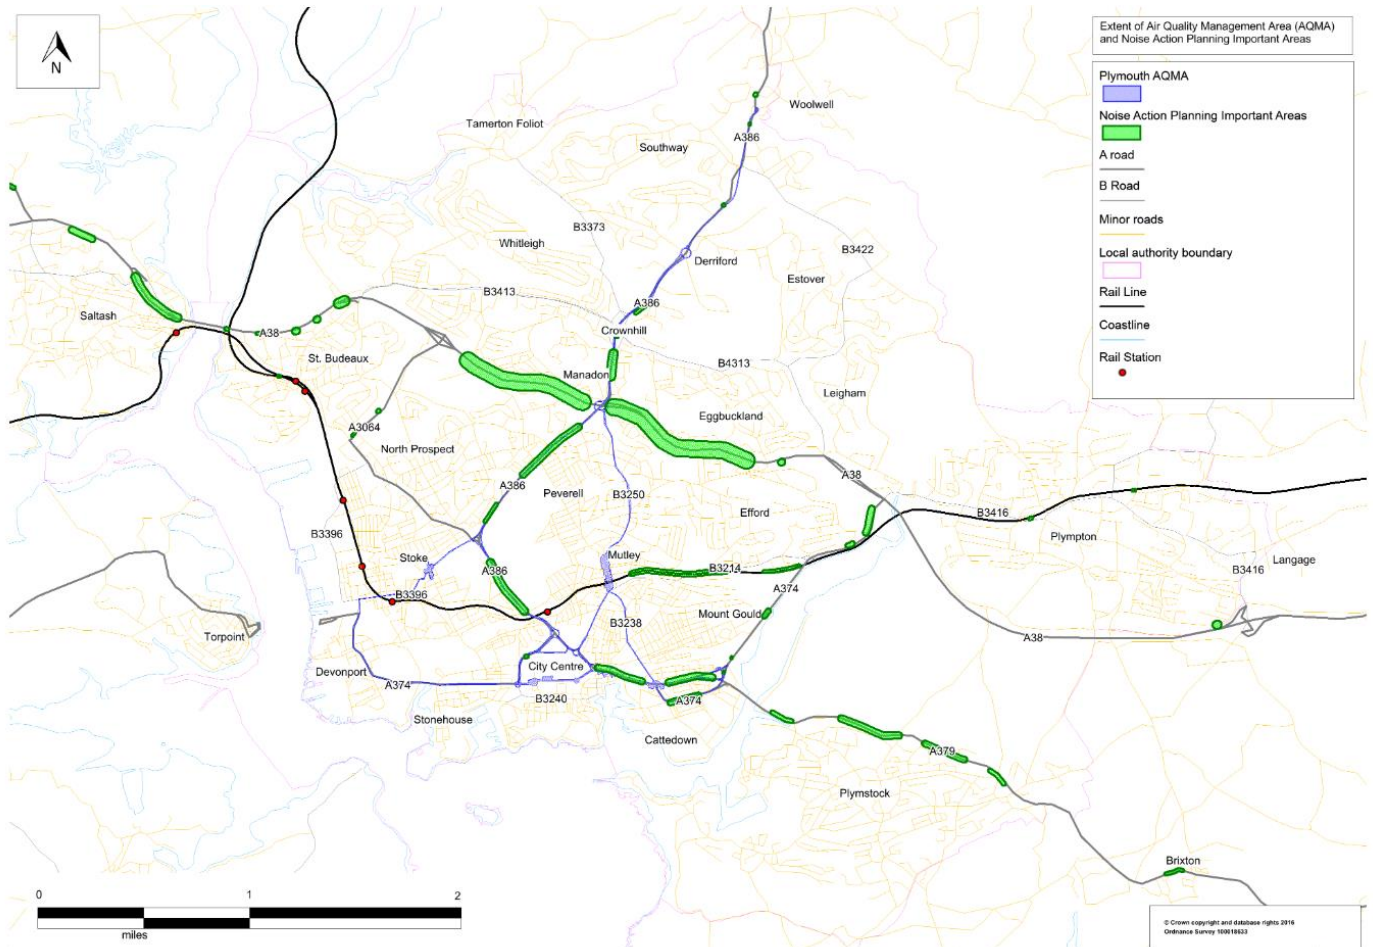 N
Extent of Air Quality Management Area (AQMA)
and Noise Action Planning Important Areas
Plymouth AQMA
Noise Action Planning Important Areas
A road
B Road
Minor roads
Local authority boundary
Rail Line
Coastline
Rail Station
Woolwell
Tamerton Foliot
A386
Southway
B3373
Whitleigh
B3422
Derriford
Estover
B3413
A386
Saltash
Crownhill
A38
St. Budeaux
B4313
Manadon
Leigham
Eggbuckland
A3064
North Prospect
A38
A386
Peverell
B3250
Efford
B3416
Plympton
B3396
Stoke
Mutley
Langage
A386
B3214
B3416
A374
B3396
Mount Gould
B3238
Torpoint
A38
City Centre
Devonport
A374
B3240
A374
Stonehouse
Cattedown
A379
Plymstock
Brixton
0 1 2
miles
© Crown copyright and database rights 2016
Ordnance Survey 100018633